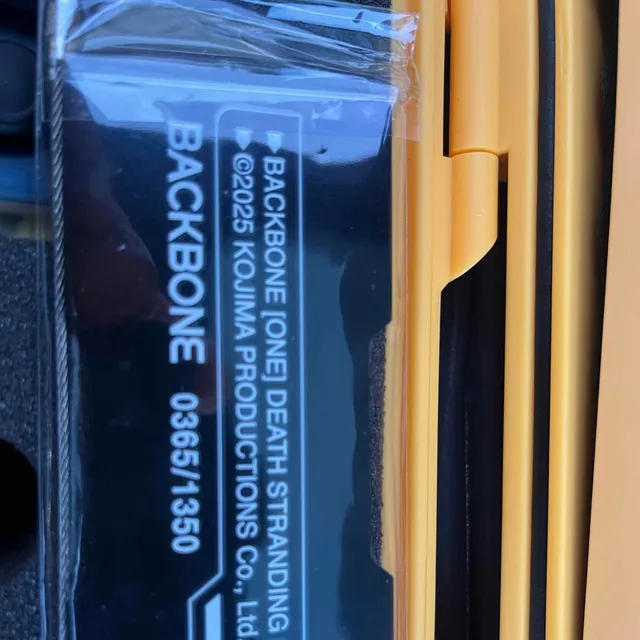 ▶BACKBONE [ONE] DEATH STRANDING
▶©2025 KOJIMA PRODUCTIONS Co., Ltd
BACKBONE 0365/1350